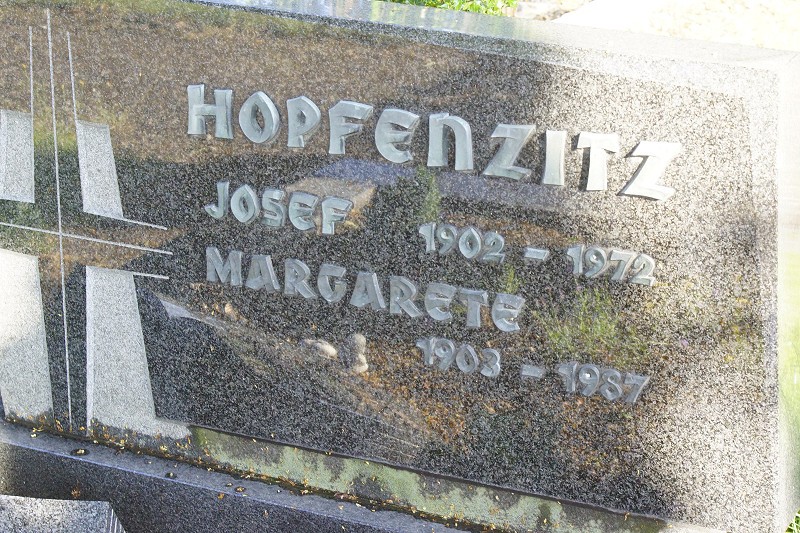 HOPFENZITZ
JOSEF
1902 – 1972
MARGARETE
1903 – 1987